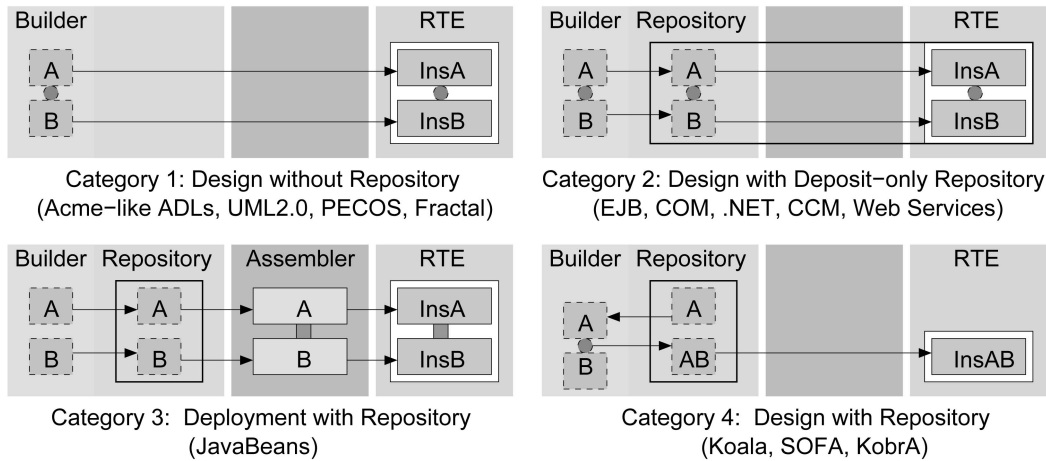 Builder RTE
A InsA
B InsB
Category 1: Design without Repository
(Acme−like ADLs, UML2.0, PECOS, Fractal)
Builder Repository RTE
A A InsA
B B InsB
Category 2: Design with Deposit−only Repository
(EJB, COM, .NET, CCM, Web Services)
Builder Repository Assembler RTE
A A A InsA
B B B InsB
Category 3: Deployment with Repository
(JavaBeans)
Builder Repository RTE
A A
B AB InsAB
Category 4: Design with Repository
(Koala, SOFA, KobrA)